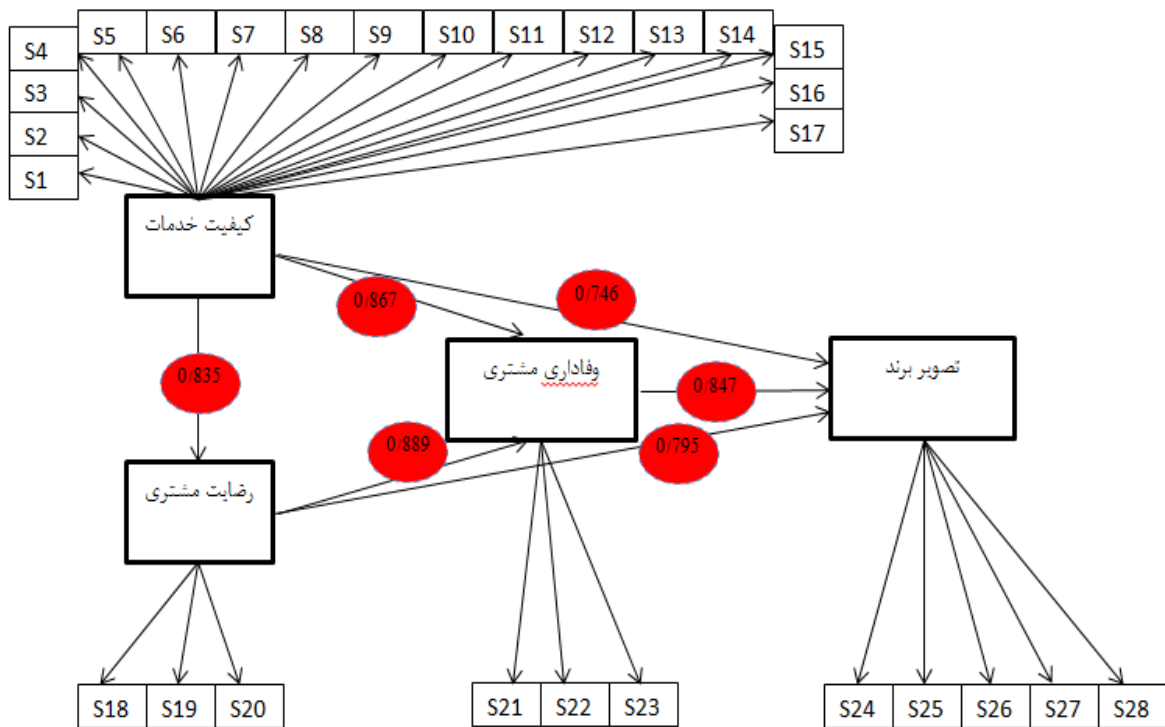 S5 S6 S7 S8 S9 S10 S11 S12 S13 S14
S4
S3
S2
S1
S15
S16
S17
کیفیت خدمات
0/867
0/746
0/835
وفاداری مشتری
تصویر برند
0/847
0/889
0/795
رضایت مشتری
S18 S19 S20
S21 S22 S23
S24 S25 S26 S27 S28